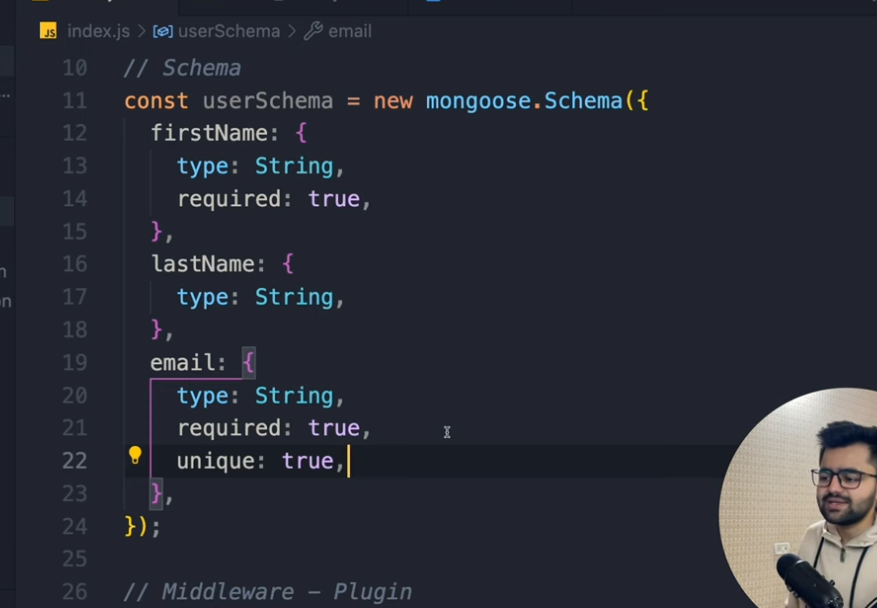 JS index.js > userSchema > email
10 // Schema
11 const userSchema = new mongoose.Schema({
12 firstName: {
13 type: String,
14 required: true,
15 },
16 lastName: {
17 type: String,
18 },
19 email: {
20 type: String,
21 required: true,
22 unique: true,
23 },
24 });
25
26 // Middleware - Plugin